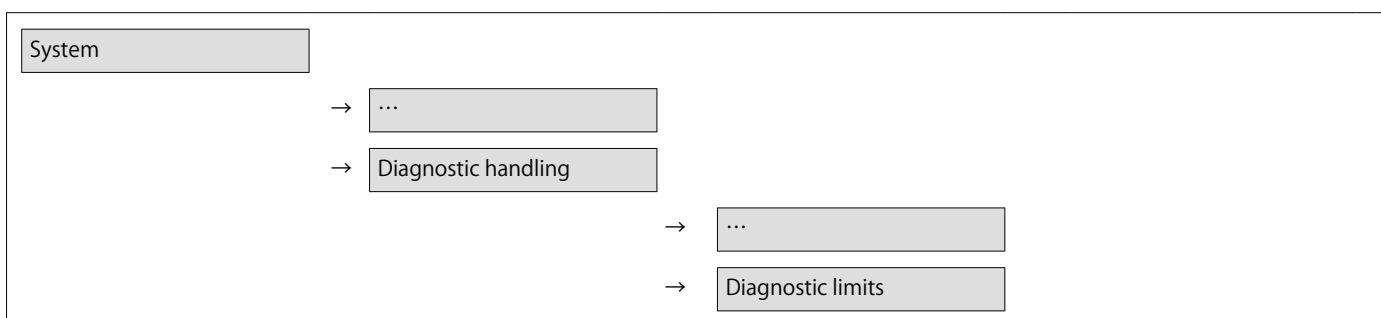 System
→ …
→ Diagnostic handling
→ …
→ Diagnostic limits